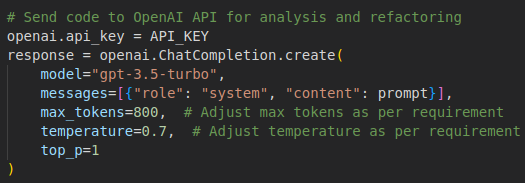 # Send code to OpenAI API for analysis and refactoring
openai.api_key = API_KEY
response = openai.ChatCompletion.create(
    model="gpt-3.5-turbo",
    messages=[{"role": "system", "content": prompt}],
    max_tokens=800,  # Adjust max tokens as per requirement
    temperature=0.7,  # Adjust temperature as per requirement
    top_p=1
)